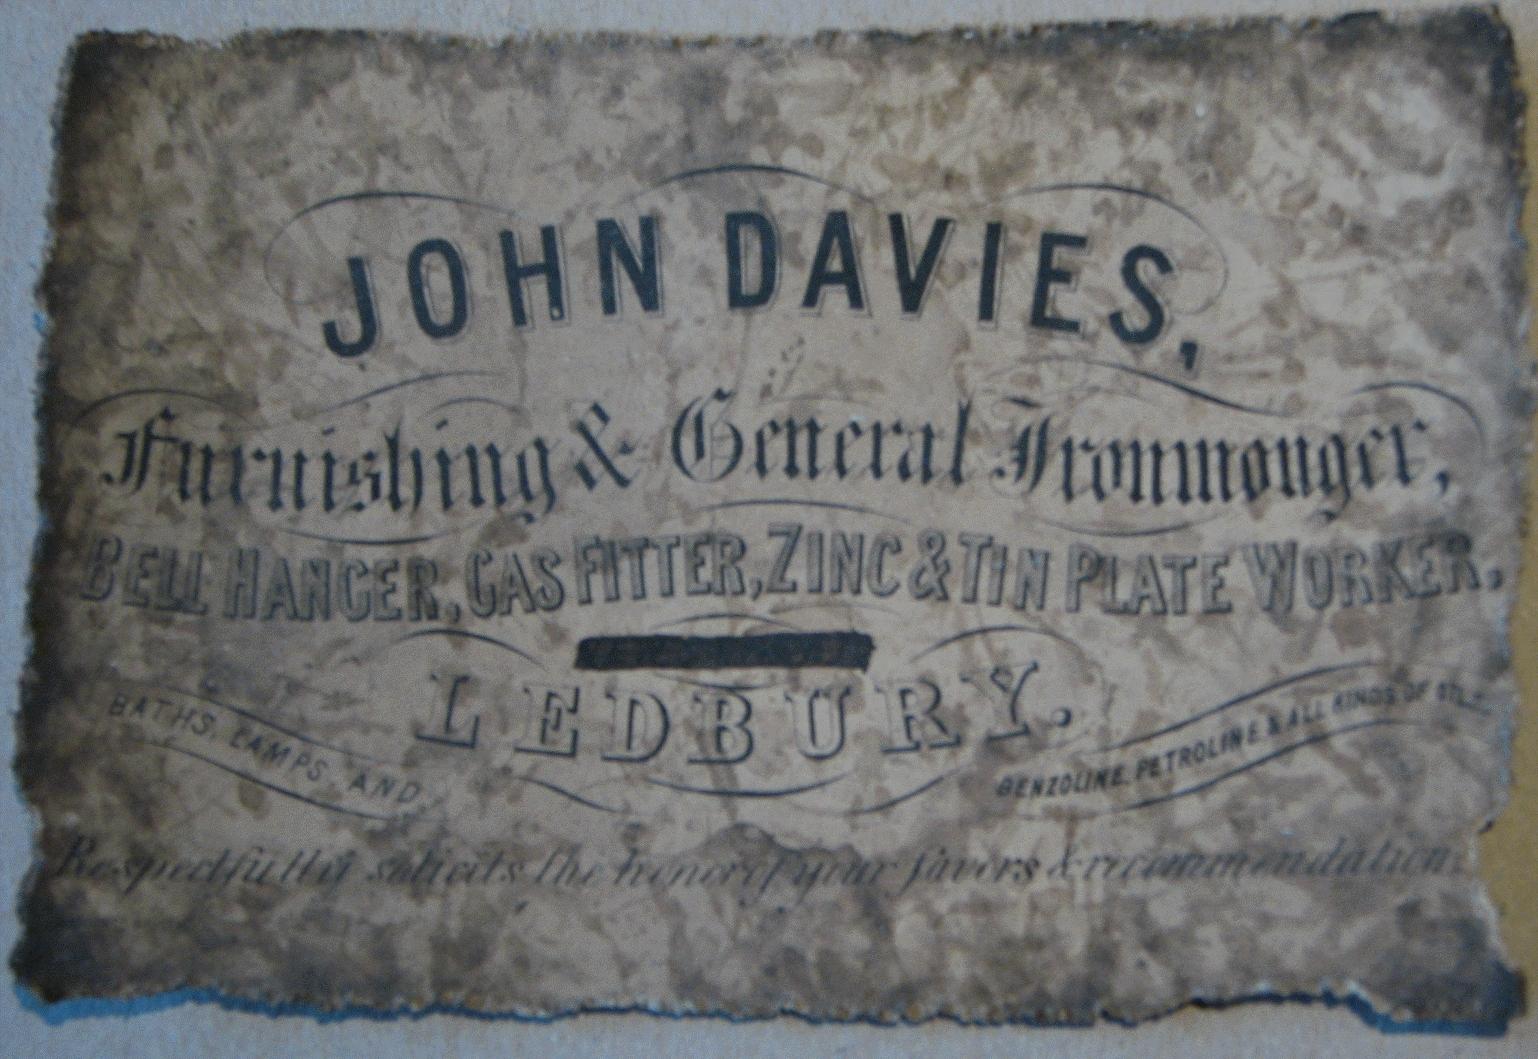 JOHN DAVIES,
Furnishing & General Ironmonger,
BELL HANGER, GAS FITTER, ZINC & TIN PLATE WORKER,
LEDBURY.
BATHS, LAMPS, AND
BENZOLINE, PETROLINE & ALL KINDS OF
Respectfully solicits the honor of your favors & recommendation.